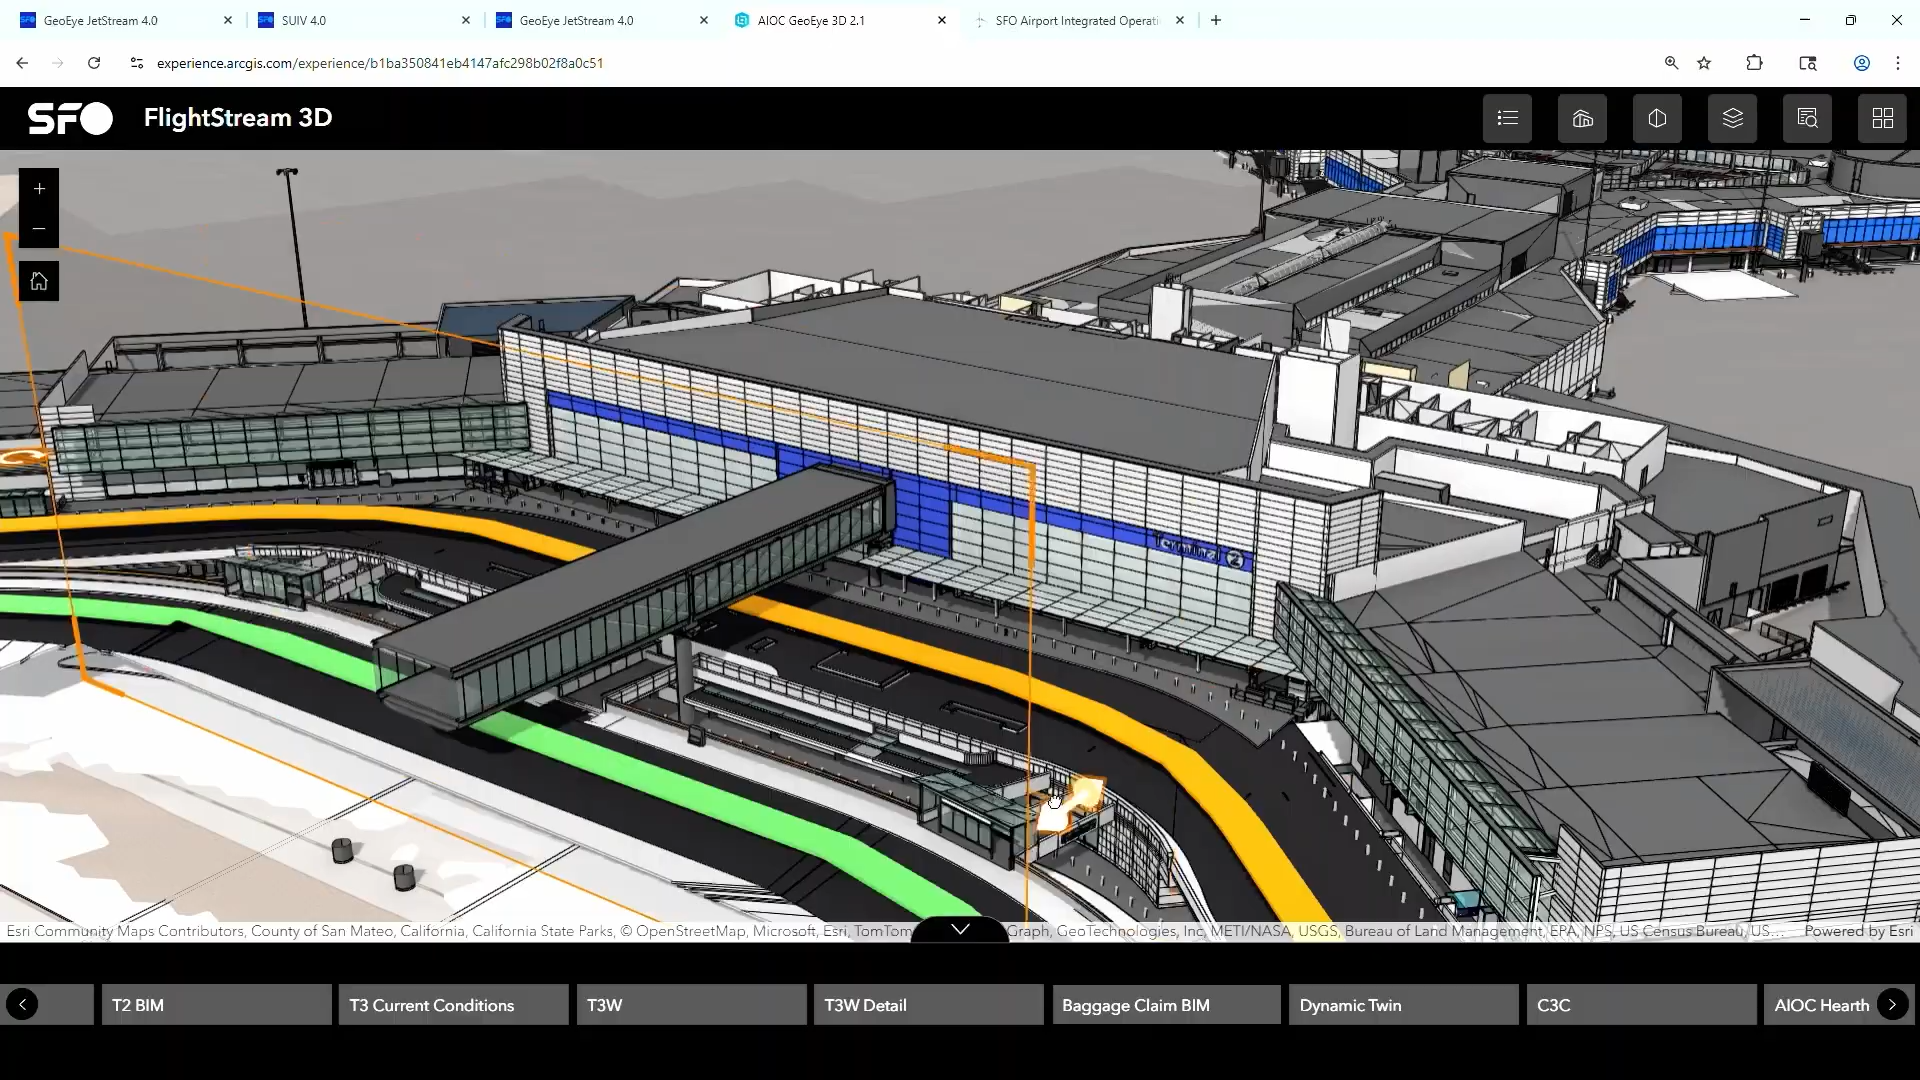 GeoEye JetStream 4.0
SUIV 4.0
GeoEye JetStream 4.0
AIOC GeoEye 3D 2.1
SFO Airport Integrated Operati
experience.arcgis.com/experience/b1ba350841eb4147afc298b02f8a0c51
SFO
FlightStream 3D
Terminal 2
Esri Community Maps Contributors, County of San Mateo, California, California State Parks, © OpenStreetMap, Microsoft, Esri, TomTom
Graph, GeoTechnologies, Inc, METI/NASA, USGS, Bureau of Land Management, EPA, NPS, US Census Bureau, US...
Powered by Esri
T2 BIM
T3 Current Conditions
T3W
T3W Detail
Baggage Claim BIM
Dynamic Twin
C3C
AIOC Hearth